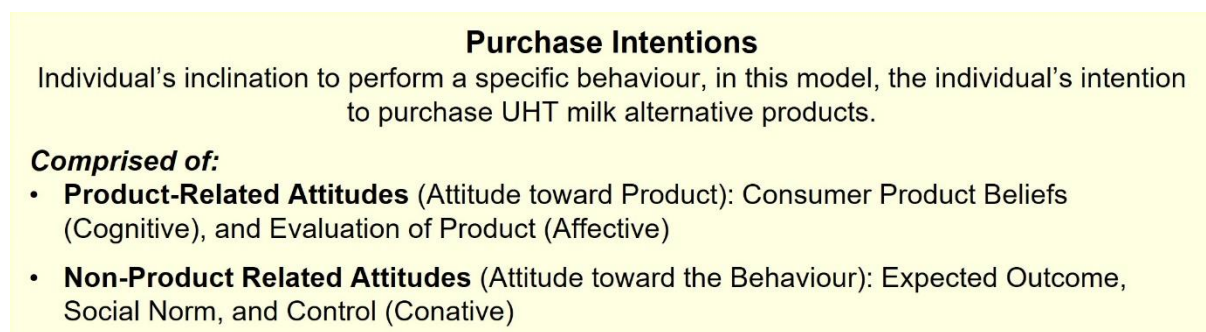 Purchase Intentions
Individual's inclination to perform a specific behaviour, in this model, the individual's intention
to purchase UHT milk alternative products.
Comprised of:
• Product-Related Attitudes (Attitude toward Product): Consumer Product Beliefs
(Cognitive), and Evaluation of Product (Affective)
• Non-Product Related Attitudes (Attitude toward the Behaviour): Expected Outcome,
Social Norm, and Control (Conative)